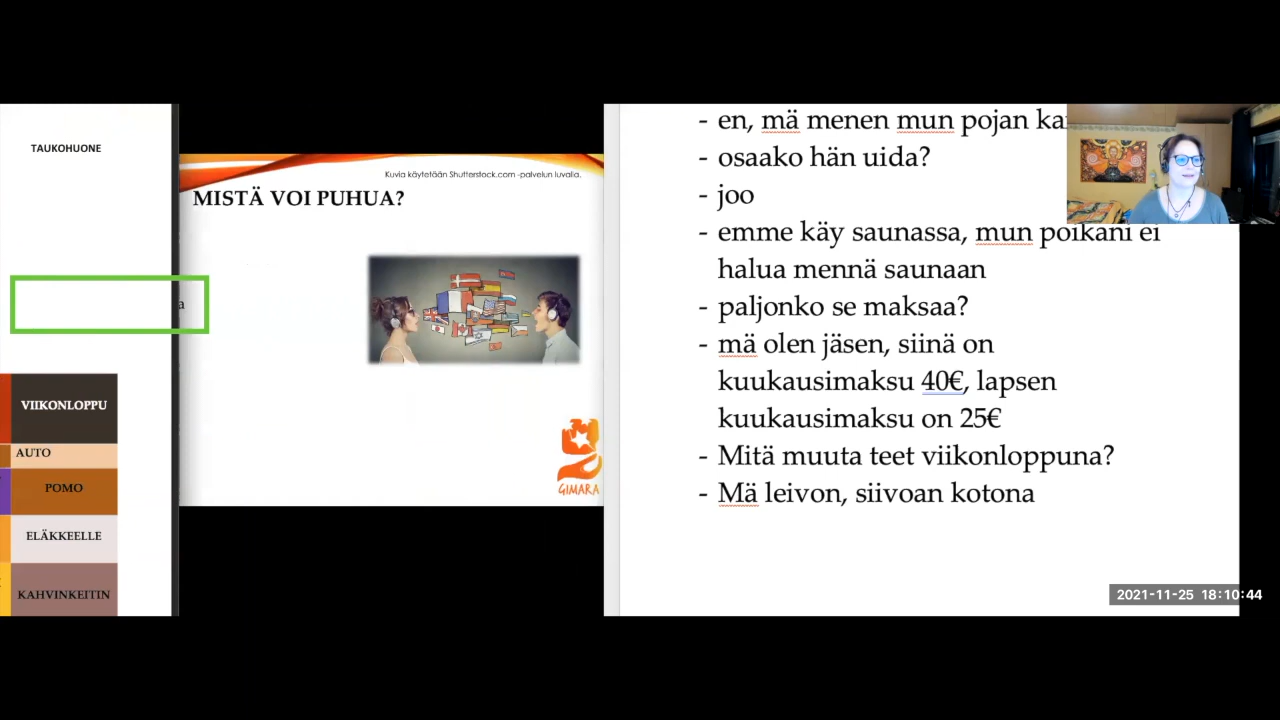 TAUKOHUONE
VIIKONLOPPU
AUTO
POMO
ELÄKKEELLE
KAHVINKEITIN
Kuvia käytetään Shutterstock.com -palvelun luvalla.
MISTÄ VOI PUHUA?
GIMARA
- en, mä menen mun pojan
- osaako hän uida?
- joo
- emme käy saunassa, mun poikani ei
halua mennä saunaan
- paljonko se maksaa?
- mä olen jäsen, siinä on
kuukausimaksu 40€, lapsen
kuukausimaksu on 25€
- Mitä muuta teet viikonloppuna?
- Mä leivon, siivoan kotona
2021-11-25 18:10:44